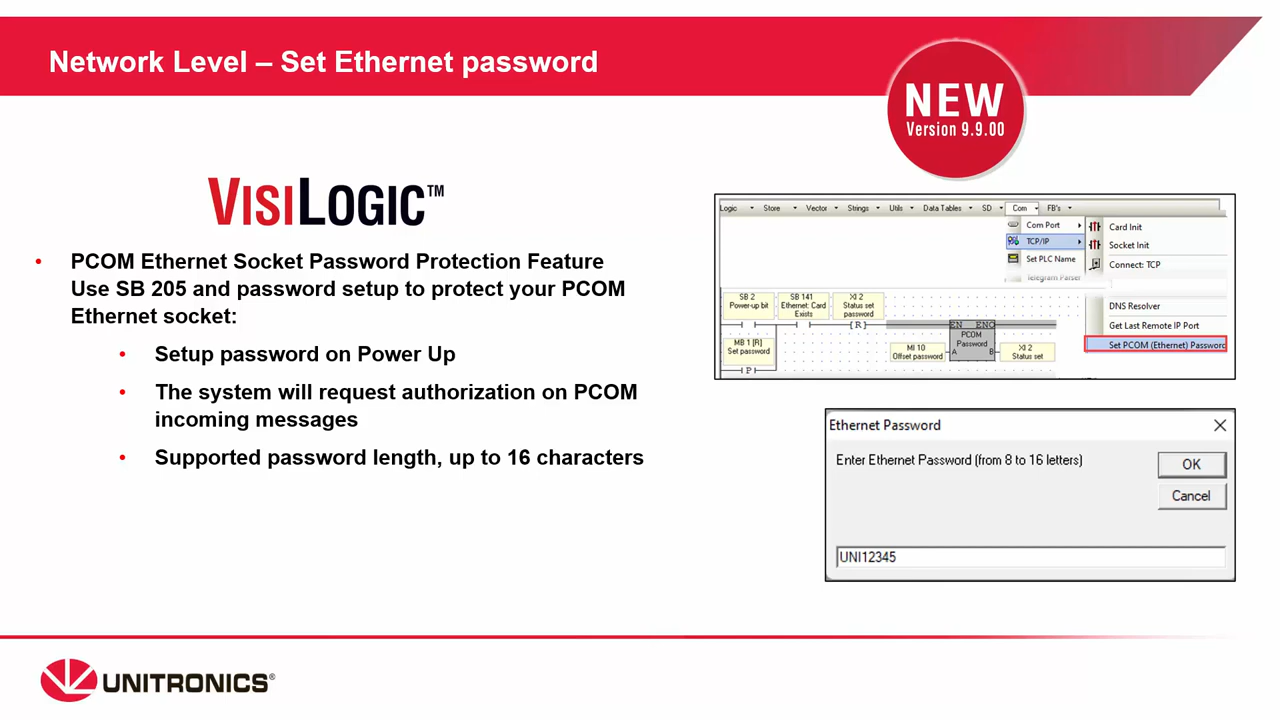 Network Level – Set Ethernet password
NEW
Version 9.9.00
VISILOGIC™
• PCOM Ethernet Socket Password Protection Feature
Use SB 205 and password setup to protect your PCOM
Ethernet socket:
• Setup password on Power Up
• The system will request authorization on PCOM
incoming messages
• Supported password length, up to 16 characters
Logic Store Vector Strings Utils Data Tables SD Com FB's
Com Port
TCP/IP
Set PLC Name
Telegram Parser
Card Init
Socket Init
Connect: TCP
DNS Resolver
Get Last Remote IP Port
Set PCOM (Ethernet) Password
SB 2
Power-up bit
SB 141
Ethernet: Card
Exists
XI 2
Status set
password
(R)
MB 1 [R]
Set password
P
EN ENO
PCOM
Password
A B
MI 10
Offset password
XI 2
Status set
Ethernet Password
Enter Ethernet Password (from 8 to 16 letters)
OK
Cancel
UNI12345
UNITRONICS®